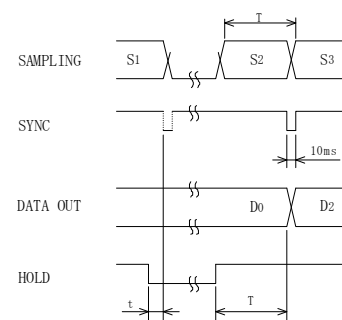 T
SAMPLING S1 S2 S3
SYNC
10ms
DATA OUT D0 D2
HOLD
t T